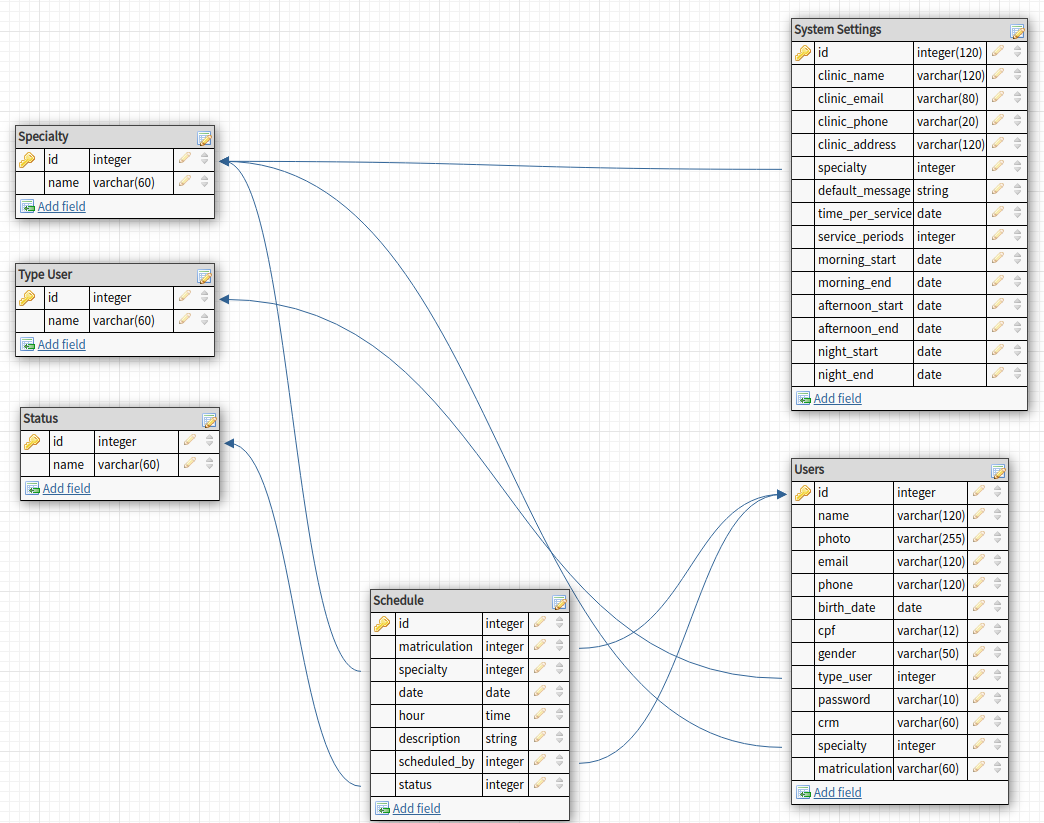 System Settings
id integer(120)
clinic_name varchar(120)
clinic_email varchar(80)
clinic_phone varchar(20)
clinic_address varchar(120)
specialty integer
default_message string
time_per_service date
service_periods integer
morning_start date
morning_end date
afternoon_start date
afternoon_end date
night_start date
night_end date
Add field
Specialty
id integer
name varchar(60)
Add field
Type User
id integer
name varchar(60)
Add field
Status
id integer
name varchar(60)
Add field
Users
id integer
name varchar(120)
photo varchar(255)
email varchar(120)
phone varchar(120)
birth_date date
cpf varchar(12)
gender varchar(50)
type_user integer
password varchar(10)
crm varchar(60)
specialty integer
matriculation varchar(60)
Add field
Schedule
id integer
matriculation integer
specialty integer
date date
hour time
description string
scheduled_by integer
status integer
Add field